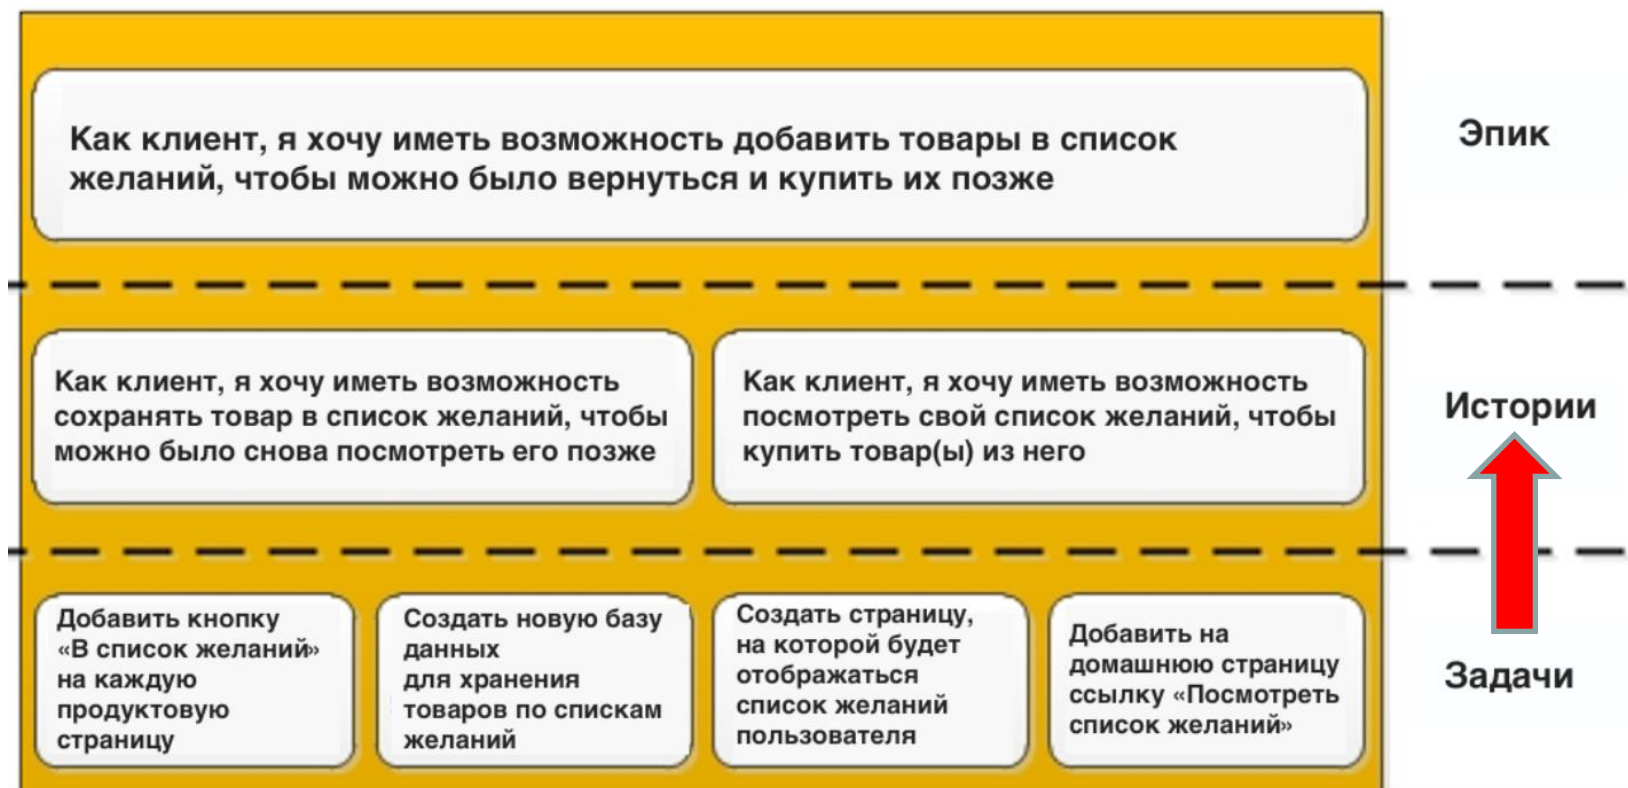 Как клиент, я хочу иметь возможность добавить товары в список
желаний, чтобы можно было вернуться и купить их позже
Эпик
Как клиент, я хочу иметь возможность
сохранять товар в список желаний, чтобы
можно было снова посмотреть его позже
Как клиент, я хочу иметь возможность
посмотреть свой список желаний, чтобы
купить товар(ы) из него
Истории
Добавить кнопку
«В список желаний»
на каждую
продуктовую
страницу
Создать новую базу
данных
для хранения
товаров по спискам
желаний
Создать страницу,
на которой будет
отображаться
список желаний
пользователя
Добавить на
домашнюю страницу
ссылку «Посмотреть
список желаний»
Задачи